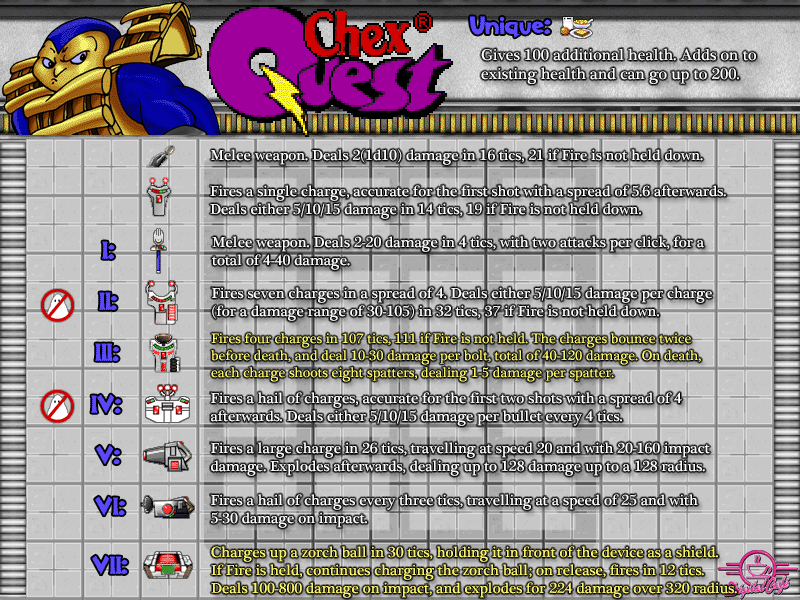 Chex®
Quest
Unique:
Gives 100 additional health. Adds on to
existing health and can go up to 200.
Melee weapon. Deals 2(1d10) damage in 16 tics, 21 if Fire is not held down.
Fires a single charge, accurate for the first shot with a spread of 5.6 afterwards.
Deals either 5/10/15 damage in 14 tics, 19 if Fire is not held down.
I:
Melee weapon. Deals 2-20 damage in 4 tics, with two attacks per click, for a
total of 4-40 damage.
II:
Fires seven charges in a spread of 4. Deals either 5/10/15 damage per charge
(for a damage range of 30-105) in 32 tics, 37 if Fire is not held down.
III:
Fires four charges in 107 tics, 111 if Fire is not held. The charges bounce twice
before death, and deal 10-30 damage per bolt, total of 40-120 damage. On death,
each charge shoots eight spatters, dealing 1-5 damage per spatter.
IV:
Fires a hail of charges, accurate for the first two shots with a spread of 4
afterwards. Deals either 5/10/15 damage per bullet every 4 tics.
V:
Fires a large charge in 26 tics, travelling at speed 20 and with 20-160 impact
damage. Explodes afterwards, dealing up to 128 damage up to a 128 radius.
VI:
Fires a hail of charges every three tics, travelling at a speed of 25 and with
5-30 damage on impact.
VII:
Charges up a zorch ball in 30 tics, holding it in front of the device as a shield.
If Fire is held, continues charging the zorch ball; on release, fires in 12 tics.
Deals 100-800 damage on impact, and explodes for 224 damage over 320 radius.